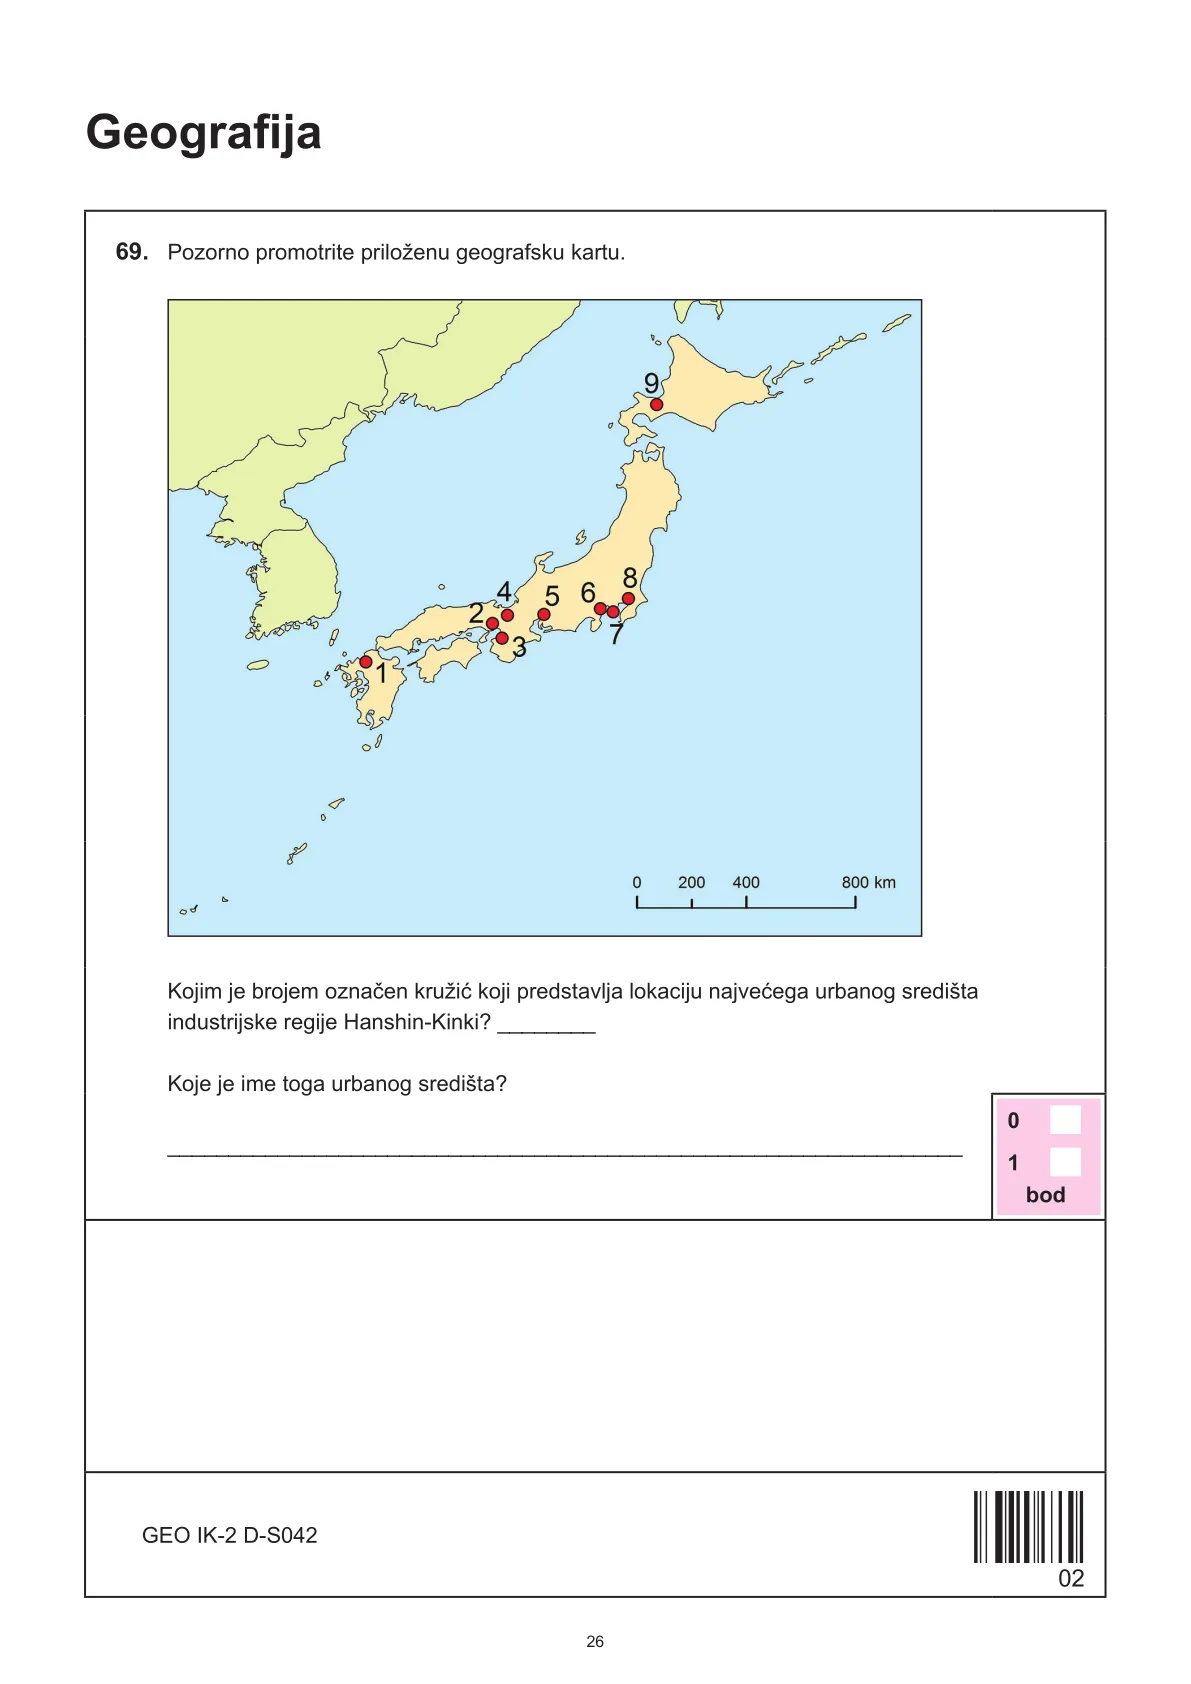 Geografija
69. Pozorno promotrite priloženu geografsku kartu.
9
8
6
5
4
2
7
3
1
0 200 400 800 km
Kojim je brojem označen kružić koji predstavlja lokaciju najvećega urbanog središta
industrijske regije Hanshin-Kinki? ________
Koje je ime toga urbanog središta?
0
1
bod
GEO IK-2 D-S042
02
26